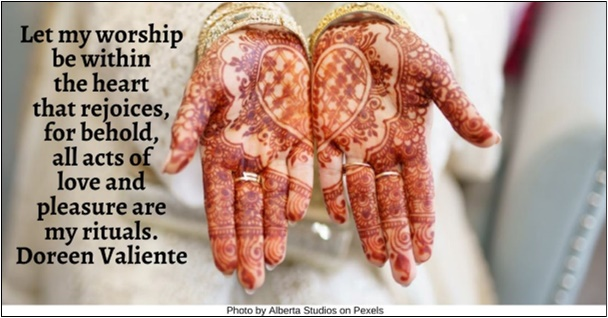 Let my worship
be within
the heart
that rejoices,
for behold,
all acts of
love and
pleasure are
my rituals.
Doreen Valiente
Photo by Alberta Studios on Pexels